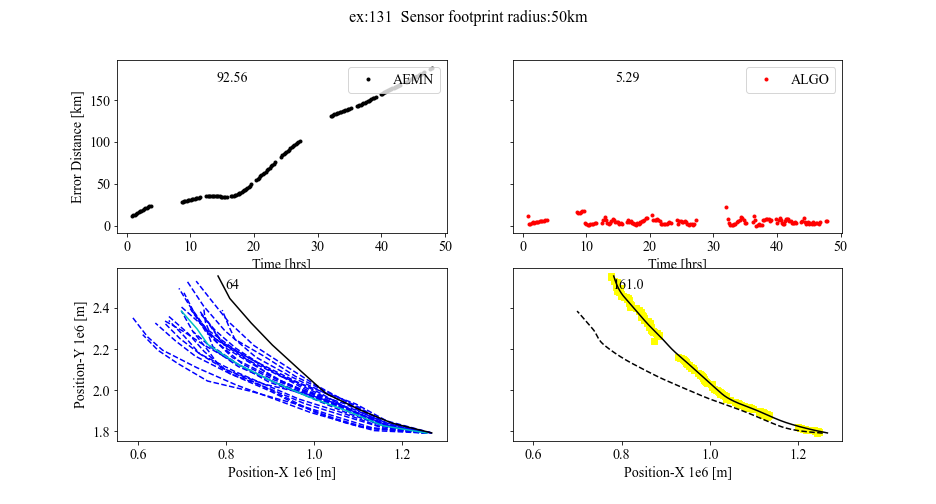 ex:131  Sensor footprint radius:50km
92.56
AEMN
150
100
50
0
Error Distance [km]
0 10 20 30 40 50
Time [hrs]
5.29
ALGO
0 10 20 30 40 50
Time [hrs]
64
2.4
2.2
2.0
1.8
Position-Y 1e6 [m]
0.6 0.8 1.0 1.2
Position-X 1e6 [m]
161.0
0.6 0.8 1.0 1.2
Position-X 1e6 [m]